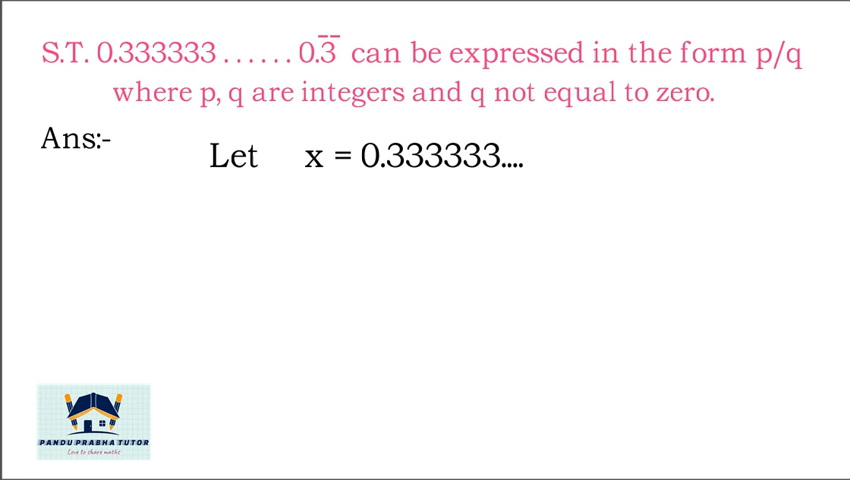 S.T. 0.333333 . . . . . . 0.3̅ can be expressed in the form p/q
where p, q are integers and q not equal to zero.
Ans:-
Let x = 0.333333....
PANDU PRABHA TUTOR
Love to share maths